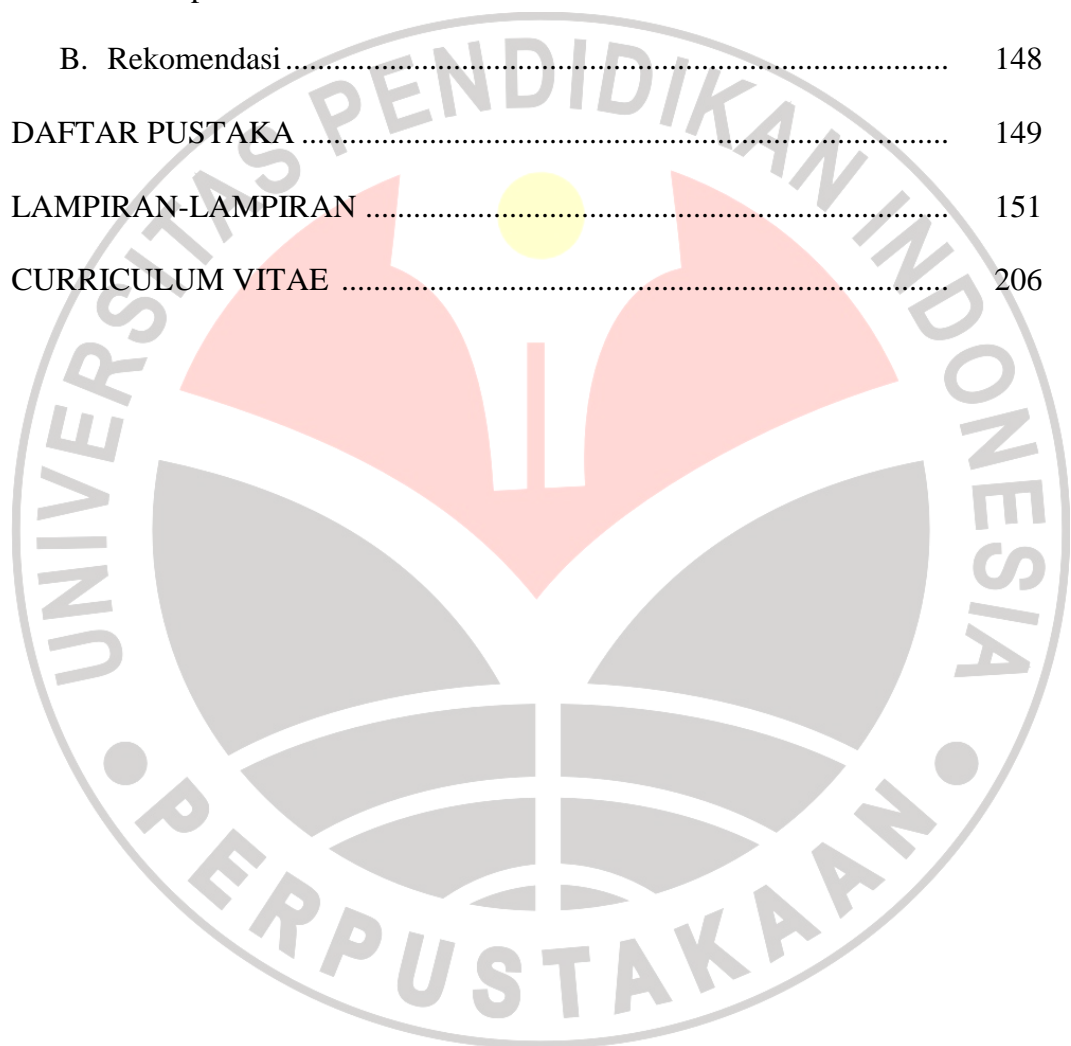 B. Rekomendasi ................................................................................... 148
DAFTAR PUSTAKA ................................................................................. 149
LAMPIRAN-LAMPIRAN ......................................................................... 151
CURRICULUM VITAE ............................................................................ 206
UNIVERSITAS PENDIDIKAN INDONESIA
PERPUSTAKAAN